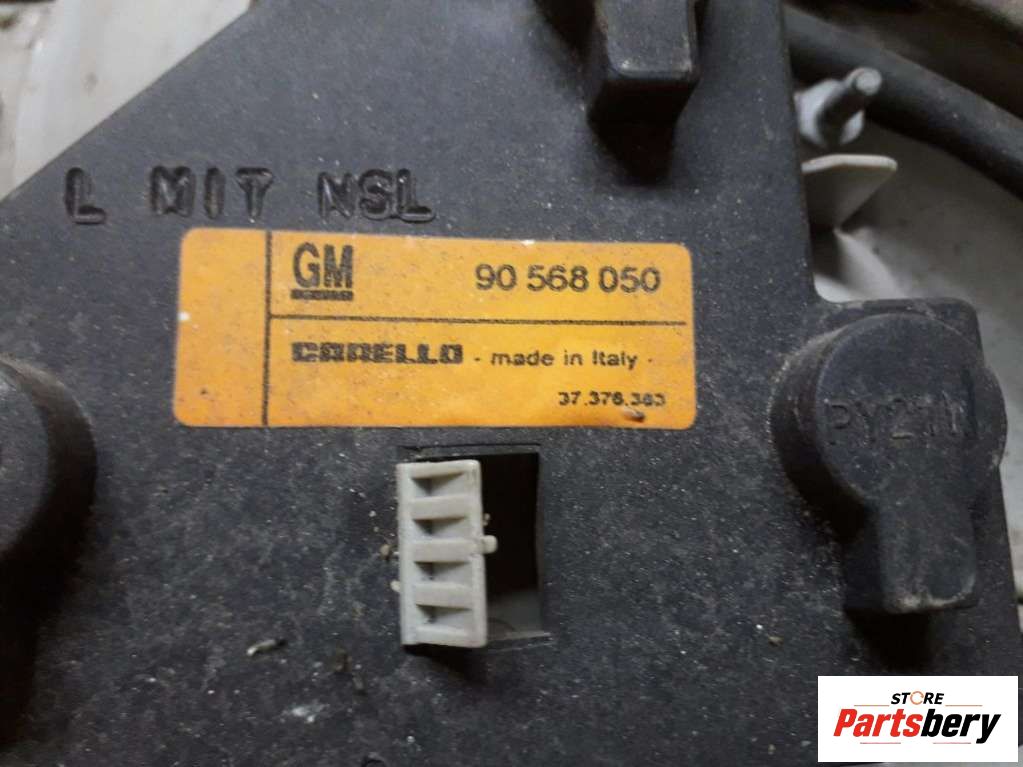 L MIT NSL
GM 90 568 050
CARELLO - made in Italy -
37.376.363
PY21W
STORE
Partsbery